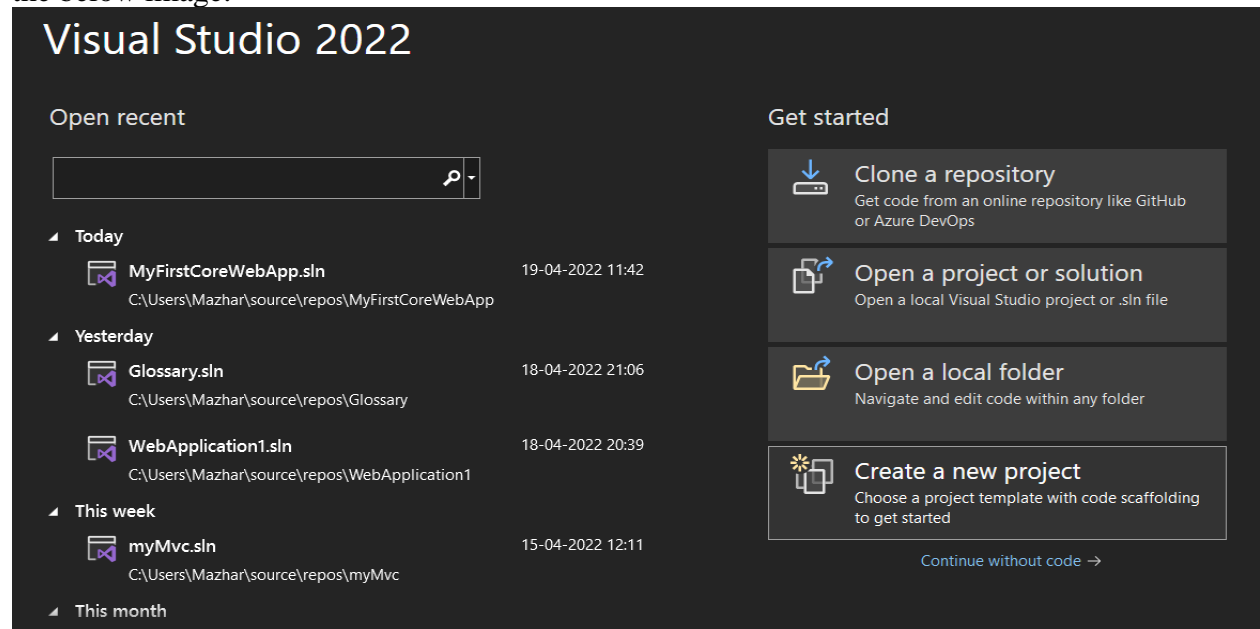 the below image.
Visual Studio 2022
Open recent
Today
MyFirstCoreWebApp.sln 19-04-2022 11:42
C:\Users\Mazhar\source\repos\MyFirstCoreWebApp
Yesterday
Glossary.sln 18-04-2022 21:06
C:\Users\Mazhar\source\repos\Glossary
WebApplication1.sln 18-04-2022 20:39
C:\Users\Mazhar\source\repos\WebApplication1
This week
myMvc.sln 15-04-2022 12:11
C:\Users\Mazhar\source\repos\myMvc
This month
Get started
Clone a repository
Get code from an online repository like GitHub
or Azure DevOps
Open a project or solution
Open a local Visual Studio project or .sln file
Open a local folder
Navigate and edit code within any folder
Create a new project
Choose a project template with code scaffolding
to get started
Continue without code →